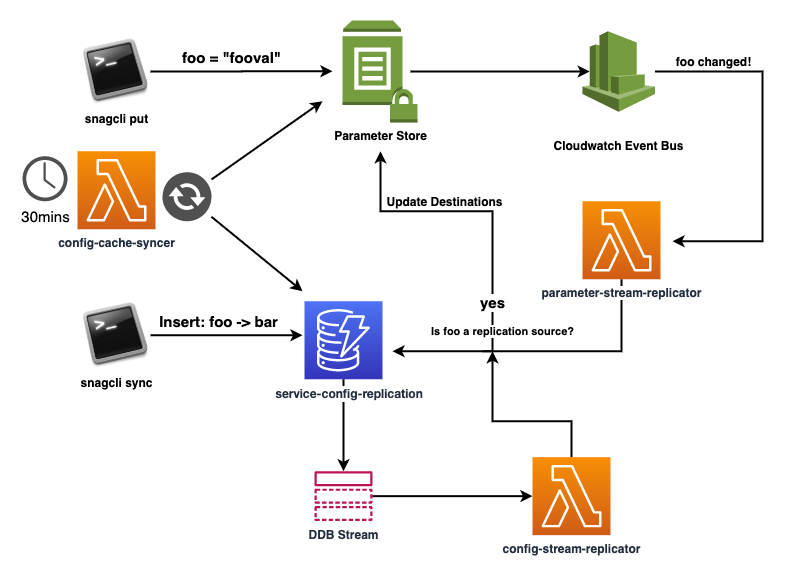 foo = "fooval"
foo changed!
>_
snagcli put
Parameter Store
Cloudwatch Event Bus
30mins
config-cache-syncer
Update Destinations
parameter-stream-replicator
yes
>_
Insert: foo -> bar
Is foo a replication source?
snagcli sync
service-config-replication
DDB Stream
config-stream-replicator